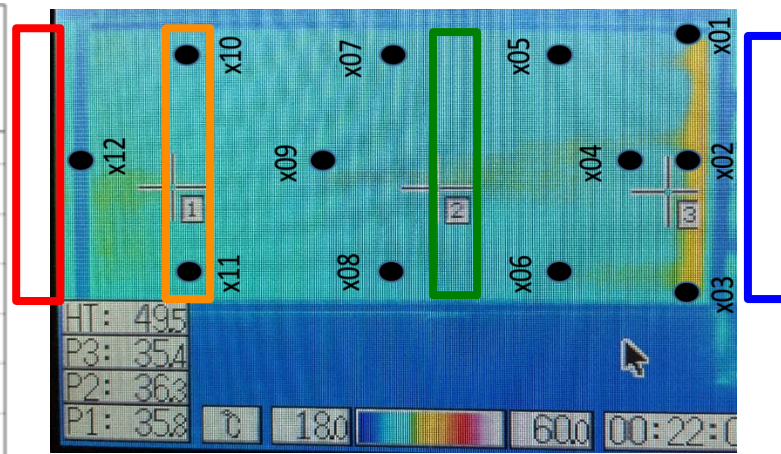 x10
x07
x05
x01
x12
x09
x04
x02
1
2
3
x11
x08
x06
x03
HT: 49.5
P3: 35.4
P2: 36.3
P1: 35.8
℃
18.0
60.0
00:22:0